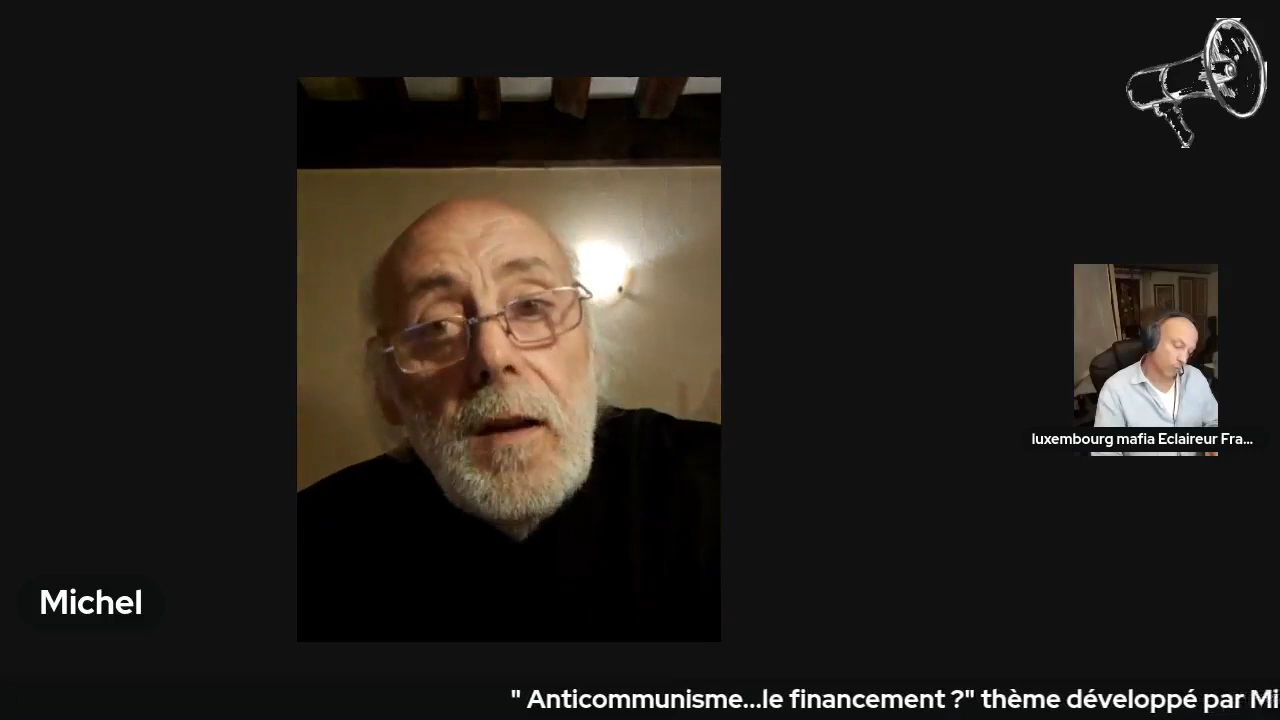 luxembourg mafia Eclaireur Fra...
Michel
" Anticommunisme...le financement ?" thème développé par Mi